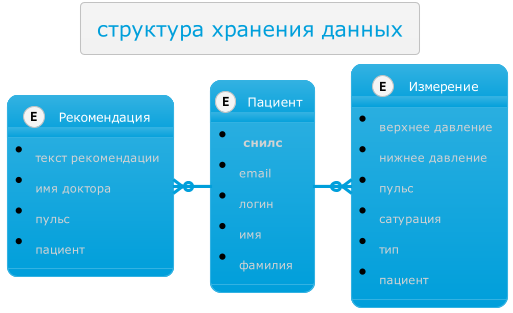 структура хранения данных
E Рекомендация
текст рекомендации
имя доктора
пульс
пациент
E Пациент
снилс
email
логин
имя
фамилия
E Измерение
верхнее давление
нижнее давление
пульс
сатурация
тип
пациент